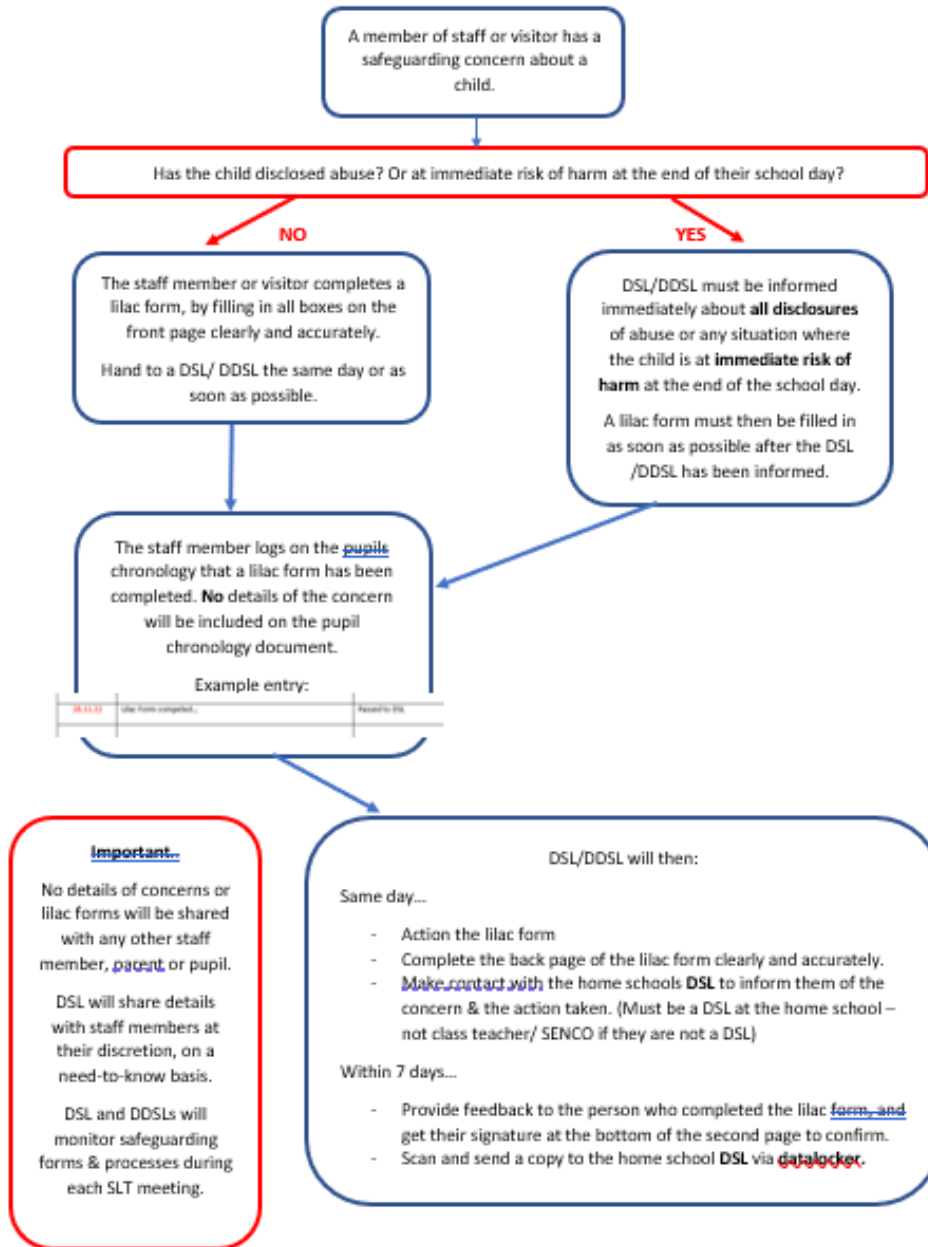 A member of staff or visitor has a
safeguarding concern about a
child.
Has the child disclosed abuse? Or at immediate risk of harm at the end of their school day?
NO
YES
The staff member or visitor completes a
lilac form, by filling in all boxes on the
front page clearly and accurately.
Hand to a DSL/ DDSL the same day or as
soon as possible.
DSL/DDSL must be informed
immediately about all disclosures
of abuse or any situation where
the child is at immediate risk of
harm at the end of the school day.
A lilac form must then be filled in
as soon as possible after the DSL
/DDSL has been informed.
The staff member logs on the pupils
chronology that a lilac form has been
completed. No details of the concern
will be included on the pupil
chronology document.
Example entry:
Lilac Form competed...
Passed to DSL
Important..
No details of concerns or
lilac forms will be shared
with any other staff
member, parent or pupil.
DSL will share details
with staff members at
their discretion, on a
need-to-know basis.
DSL and DDSLs will
monitor safeguarding
forms & processes during
each SLT meeting.
DSL/DDSL will then:
Same day...
- Action the lilac form
- Complete the back page of the lilac form clearly and accurately.
- Make contact with the home schools DSL to inform them of the
concern & the action taken. (Must be a DSL at the home school –
not class teacher/ SENCO if they are not a DSL)
Within 7 days...
- Provide feedback to the person who completed the lilac form, and
get their signature at the bottom of the second page to confirm.
- Scan and send a copy to the home school DSL via datalocker.